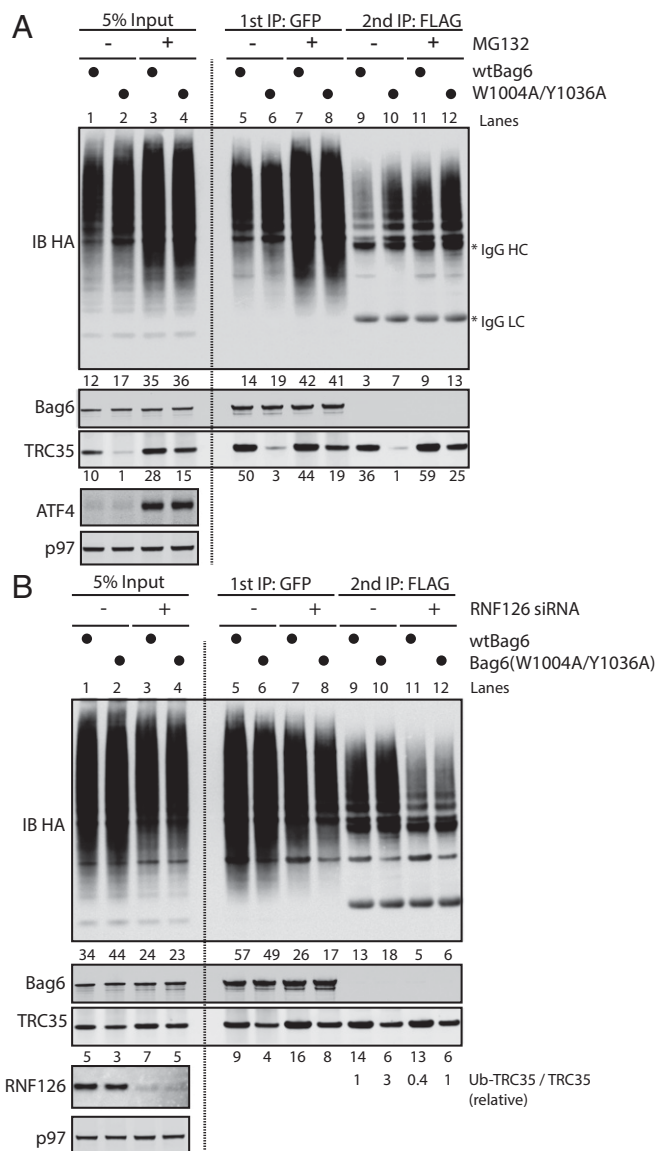 A
5% Input 1st IP: GFP 2nd IP: FLAG
- + - + - + MG132
wtBag6
W1004A/Y1036A
1 2 3 4 5 6 7 8 9 10 11 12 Lanes
IB HA
* IgG HC
* IgG LC
12 17 35 36 14 19 42 41 3 7 9 13
Bag6
TRC35
10 1 28 15 50 3 44 19 36 1 59 25
ATF4
p97
B
5% Input 1st IP: GFP 2nd IP: FLAG
- + - + - + RNF126 siRNA
wtBag6
Bag6(W1004A/Y1036A)
1 2 3 4 5 6 7 8 9 10 11 12 Lanes
IB HA
34 44 24 23 57 49 26 17 13 18 5 6
Bag6
TRC35
5 3 7 5 9 4 16 8 14 6 13 6
RNF126 1 3 0.4 1 Ub-TRC35 / TRC35
(relative)
p97